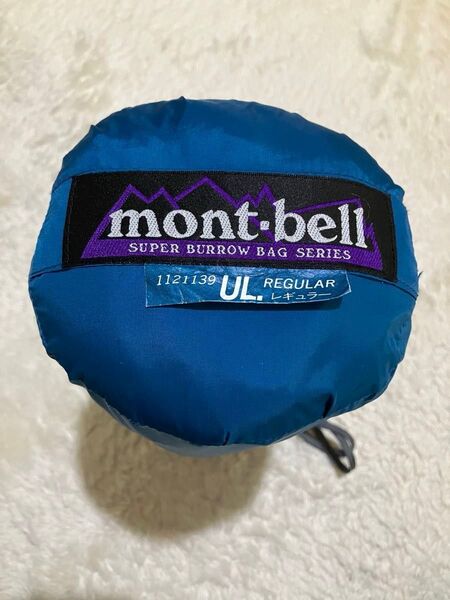 mont-bell
SUPER BURROW BAG SERIES
1121139 UL. REGULAR
レギュラー